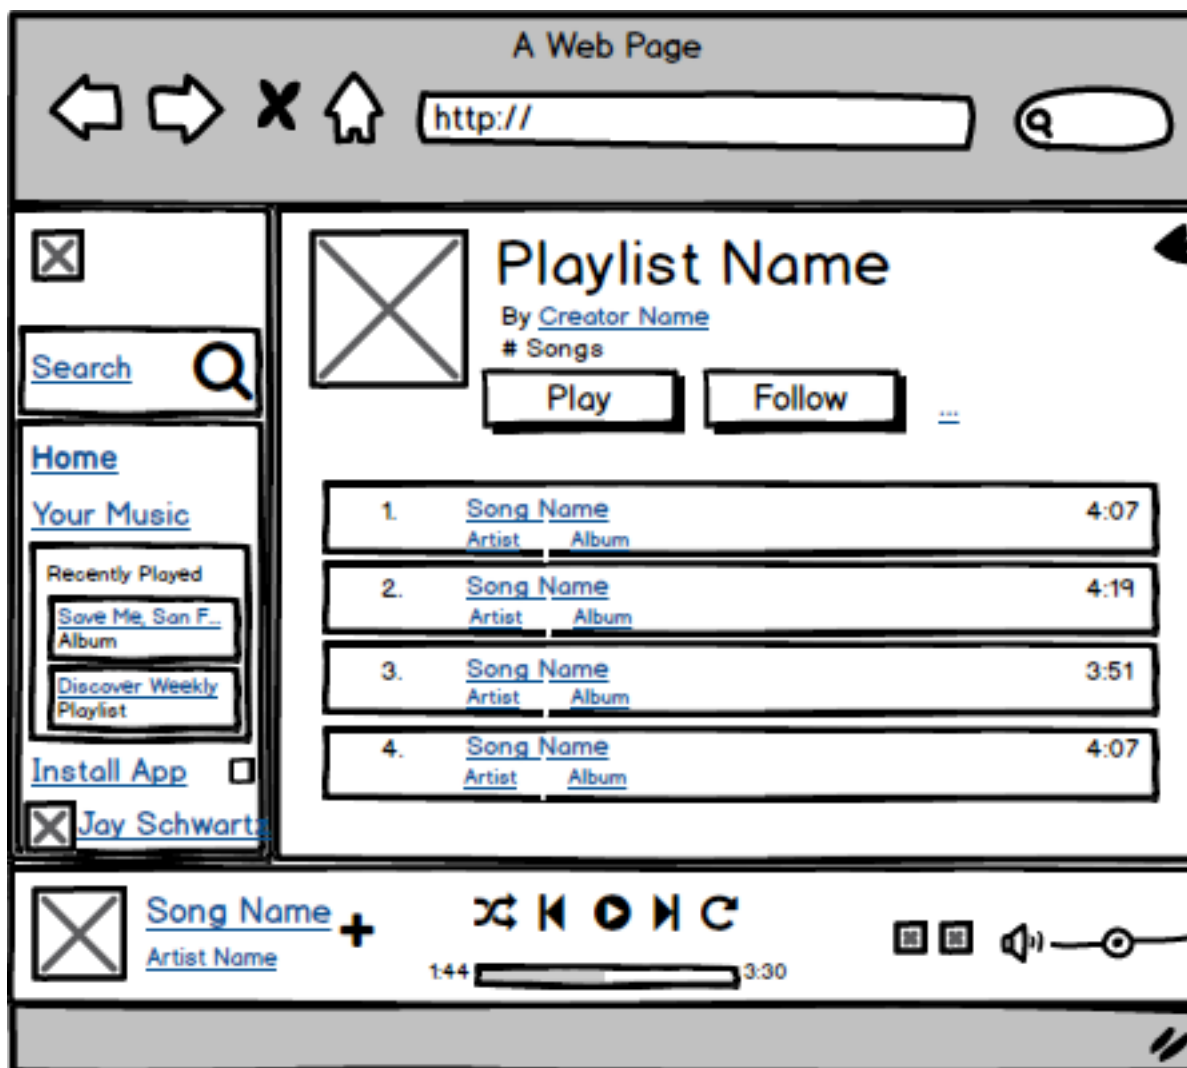 A Web Page
http://
Search
Home
Your Music
Recently Played
Save Me, San F...
Album
Discover Weekly
Playlist
Install App
Jay Schwartz
Playlist Name
By Creator Name
# Songs
Play Follow ...
1. Song Name 4:07
Artist Album
2. Song Name 4:19
Artist Album
3. Song Name 3:51
Artist Album
4. Song Name 4:07
Artist Album
Song Name
Artist Name
1:44 3:30